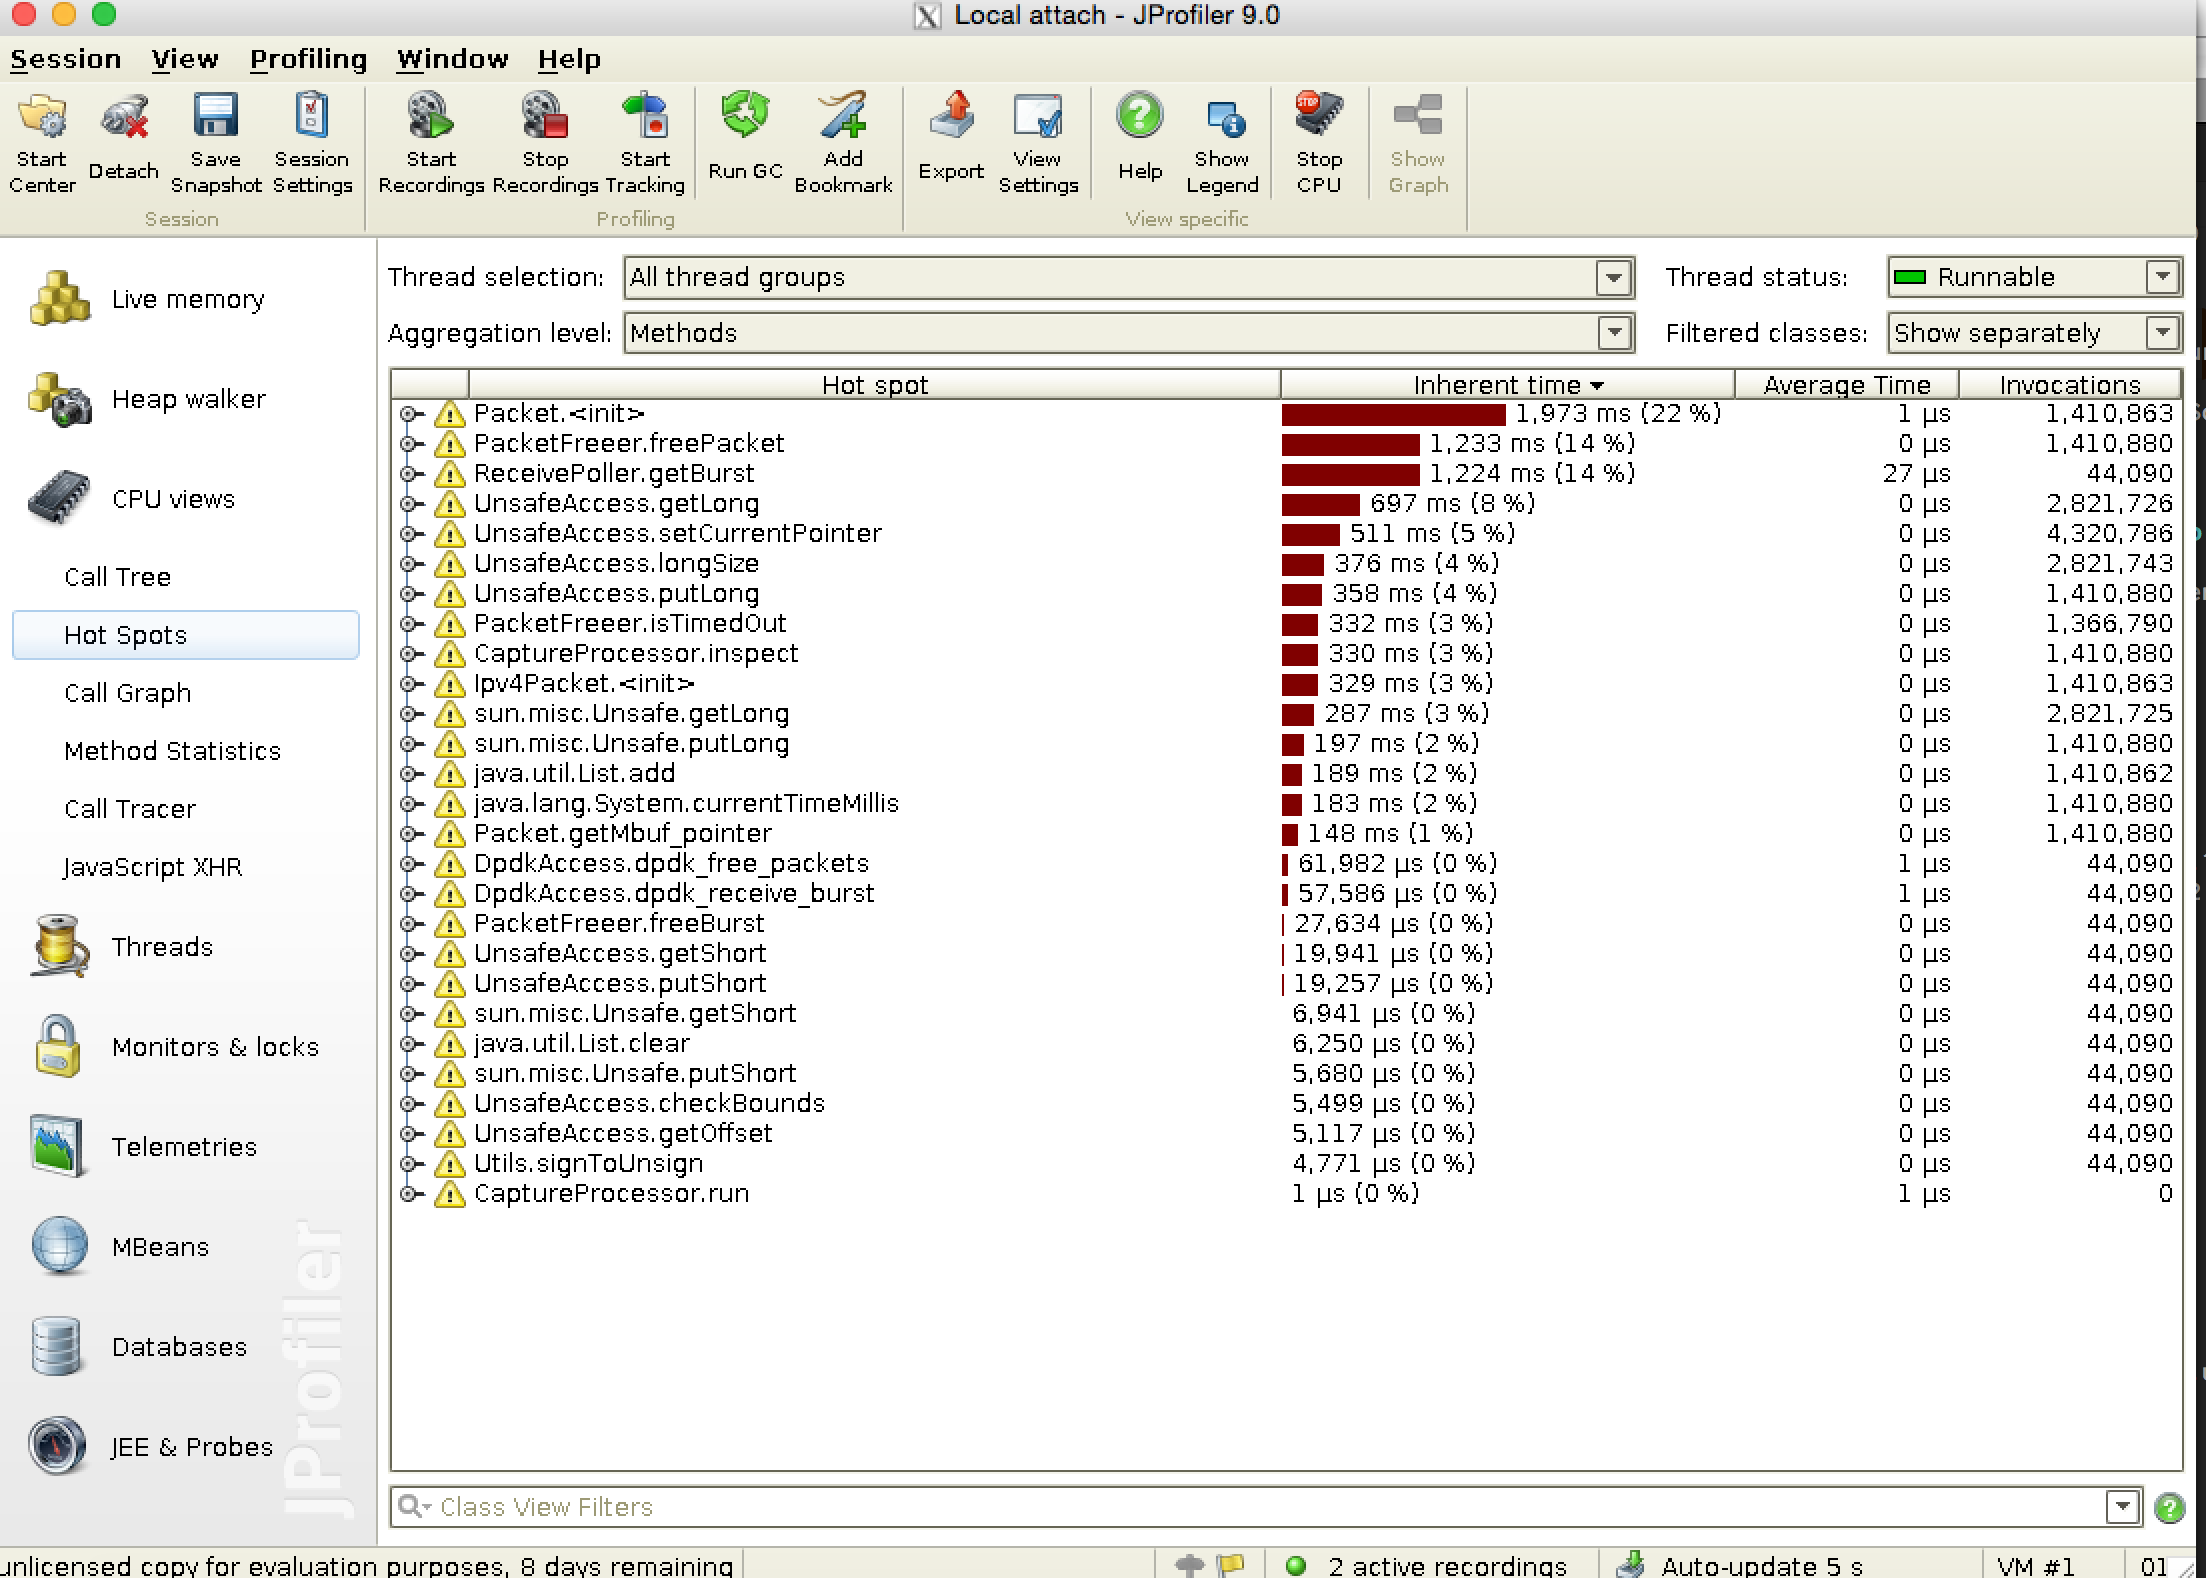 Local attach - JProfiler 9.0
Session View Profiling Window Help
Start Center
Detach
Save Snapshot
Session Settings
Start Recordings
Stop Recordings
Start Tracking
Run GC
Add Bookmark
Export
View Settings
Help
Show Legend
Stop CPU
Show Graph
Session
Profiling
View specific
Live memory
Heap walker
CPU views
Call Tree
Hot Spots
Call Graph
Method Statistics
Call Tracer
JavaScript XHR
Threads
Monitors & locks
Telemetries
MBeans
Databases
JEE & Probes
JProfiler
Thread selection: All thread groups Thread status: Runnable
Aggregation level: Methods Filtered classes: Show separately
Hot spot Inherent time Average Time Invocations
Packet.<init> 1,973 ms (22 %) 1 µs 1,410,863
PacketFreeer.freePacket 1,233 ms (14 %) 0 µs 1,410,880
ReceivePoller.getBurst 1,224 ms (14 %) 27 µs 44,090
UnsafeAccess.getLong 697 ms (8 %) 0 µs 2,821,726
UnsafeAccess.setCurrentPointer 511 ms (5 %) 0 µs 4,320,786
UnsafeAccess.longSize 376 ms (4 %) 0 µs 2,821,743
UnsafeAccess.putLong 358 ms (4 %) 0 µs 1,410,880
PacketFreeer.isTimedOut 332 ms (3 %) 0 µs 1,366,790
CaptureProcessor.inspect 330 ms (3 %) 0 µs 1,410,880
Ipv4Packet.<init> 329 ms (3 %) 0 µs 1,410,863
sun.misc.Unsafe.getLong 287 ms (3 %) 0 µs 2,821,725
sun.misc.Unsafe.putLong 197 ms (2 %) 0 µs 1,410,880
java.util.List.add 189 ms (2 %) 0 µs 1,410,862
java.lang.System.currentTimeMillis 183 ms (2 %) 0 µs 1,410,880
Packet.getMbuf_pointer 148 ms (1 %) 0 µs 1,410,880
DpdkAccess.dpdk_free_packets 61,982 µs (0 %) 1 µs 44,090
DpdkAccess.dpdk_receive_burst 57,586 µs (0 %) 1 µs 44,090
PacketFreeer.freeBurst 27,634 µs (0 %) 0 µs 44,090
UnsafeAccess.getShort 19,941 µs (0 %) 0 µs 44,090
UnsafeAccess.putShort 19,257 µs (0 %) 0 µs 44,090
sun.misc.Unsafe.getShort 6,941 µs (0 %) 0 µs 44,090
java.util.List.clear 6,250 µs (0 %) 0 µs 44,090
sun.misc.Unsafe.putShort 5,680 µs (0 %) 0 µs 44,090
UnsafeAccess.checkBounds 5,499 µs (0 %) 0 µs 44,090
UnsafeAccess.getOffset 5,117 µs (0 %) 0 µs 44,090
Utils.signToUnsign 4,771 µs (0 %) 0 µs 44,090
CaptureProcessor.run 1 µs (0 %) 1 µs 0
Class View Filters
unlicensed copy for evaluation purposes, 8 days remaining 2 active recordings Auto-update 5 s VM #1 01